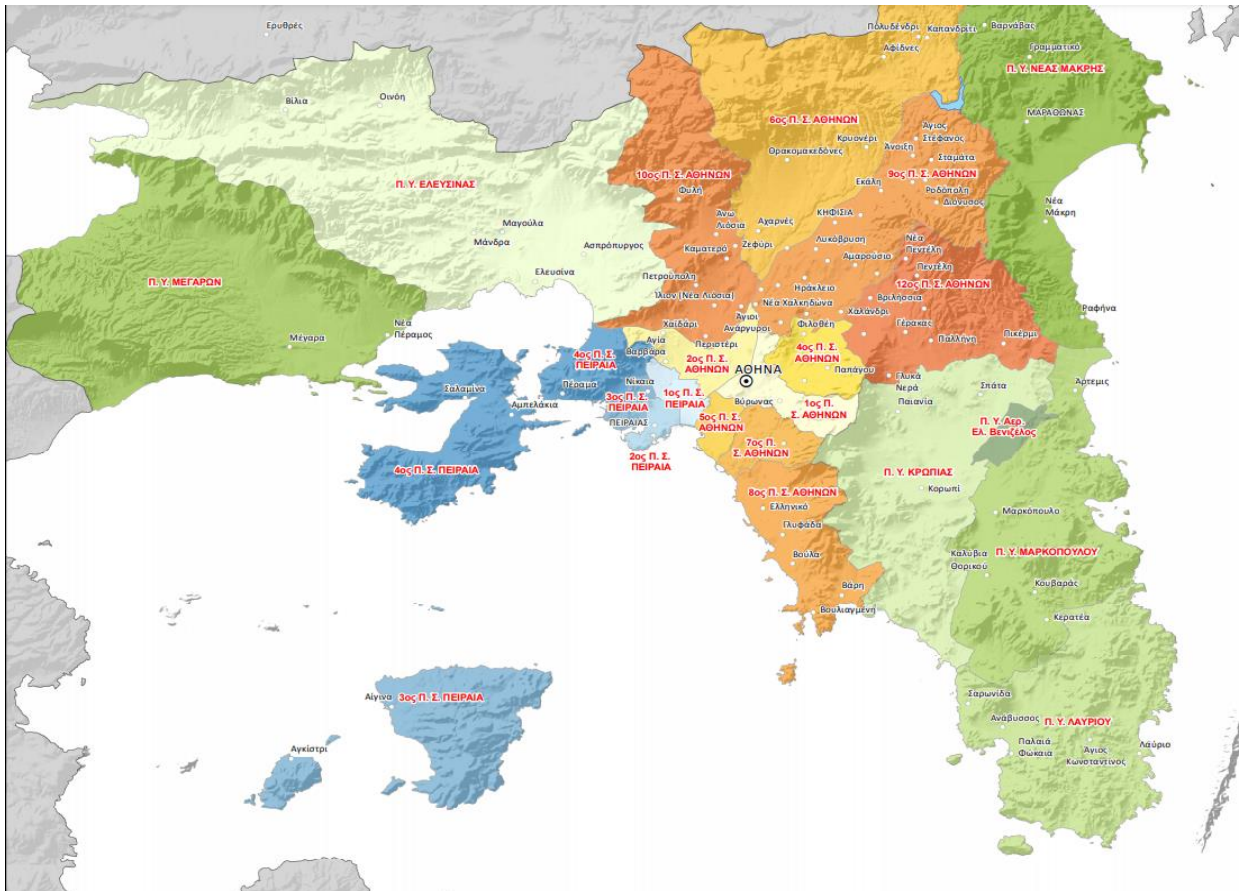 Ερυθρές
Πολυδένδρι
Καπανδρίτι
Βαρνάβας
Αφίδνες
Γραμματικό
Π. Υ. ΝΕΑΣ ΜΑΚΡΗΣ
Βίλια
Οινόη
ΜΑΡΑΘΩΝΑΣ
6ος Π. Σ. ΑΘΗΝΩΝ
Άγιος
Στέφανος
Κρυονέρι
Άνοιξη
Θρακομακεδόνες
Σταμάτα
10ος Π. Σ. ΑΘΗΝΩΝ
9ος Π. Σ. ΑΘΗΝΩΝ
Π. Υ. ΕΛΕΥΣΙΝΑΣ
Φυλή
Εκάλη
Ροδόπολη
Διόνυσος
Νέα
Μάκρη
Άνω
Λιόσια
Αχαρνές
ΚΗΦΙΣΙΑ
Μαγούλα
Μάνδρα
Ασπρόπυργος
Καματερό
Ζεφύρι
Λυκόβρυση
Νέα
Πεντέλη
Αμαρούσιο
Πεντέλη
Ελευσίνα
Πετρούπολη
Π. Υ. ΜΕΓΑΡΩΝ
12ος Π. Σ. ΑΘΗΝΩΝ
Ηράκλειο
Ίλιον (Νέα Λιόσια)
Νέα Χαλκηδόνα
Βριλήσσια
Χαλάνδρι
Ραφήνα
Νέα
Πέραμος
Μέγαρα
Χαϊδάρι
Άγιοι
Ανάργυροι
Φιλοθέη
Γέρακας
Παλλήνη
Πικέρμι
Αγία
Βαρβάρα
Περιστέρι
4ος Π. Σ.
ΠΕΙΡΑΙΑ
2ος Π. Σ.
ΑΘΗΝΩΝ
4ος Π. Σ.
ΑΘΗΝΩΝ
Παπάγου
ΑΘΗΝΑ
Γλυκά
Νερά
Σπάτα
Άρτεμις
Σαλαμίνα
Πέραμα
Νίκαια
Αμπελάκια
3ος Π. Σ.
ΠΕΙΡΑΙΑ
1ος Π. Σ.
ΠΕΙΡΑΙΑ
Βύρωνας
1ος Π.
Σ. ΑΘΗΝΩΝ
Παιανία
ΠΕΙΡΑΙΑΣ
5ος Π. Σ.
ΑΘΗΝΩΝ
Π. Υ. Αερ.
Ελ. Βενιζέλος
7ος Π.
Σ. ΑΘΗΝΩΝ
2ος Π. Σ.
ΠΕΙΡΑΙΑ
4ος Π. Σ. ΠΕΙΡΑΙΑ
Π. Υ. ΚΡΩΠΙΑΣ
Κορωπί
8ος Π. Σ. ΑΘΗΝΩΝ
Ελληνικό
Μαρκόπουλο
Γλυφάδα
Βούλα
Καλύβια
Θορικού
Π. Υ. ΜΑΡΚΟΠΟΥΛΟΥ
Βάρη
Κουβαράς
Βουλιαγμένη
Κερατέα
Αίγινα
3ος Π. Σ. ΠΕΙΡΑΙΑ
Σαρωνίδα
Ανάβυσσος
Π. Υ. ΛΑΥΡΙΟΥ
Αγκίστρι
Παλαιά
Φώκαια
Άγιος
Κωνσταντίνος
Λαύριο